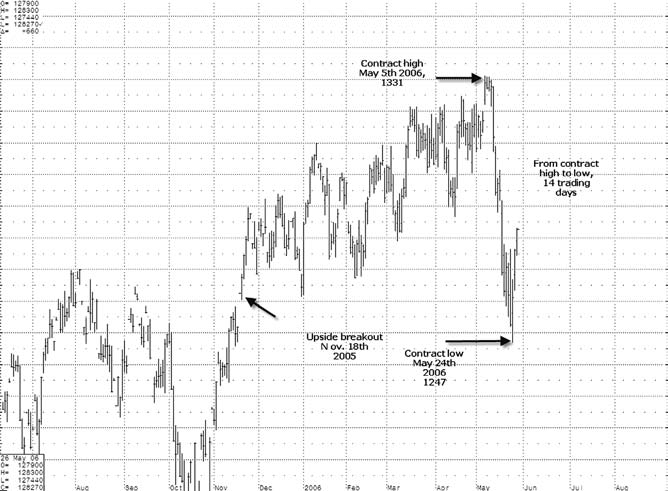 O= 127900
H= 128300
L= 127440
L= 128270✓
Δ= +660
Contract high
May 5th 2006,
1331
From contract
high to low,
14 trading
days
Upside breakout
N ov. 18th
2005
Contract low
May 24th
2006
1247
26 May 06
O= 127900
H= 128300
L= 127440
C= 128270
Aug Sep Oct Nov Dec 2006 Feb Mar Apr May Jun Jul Aug